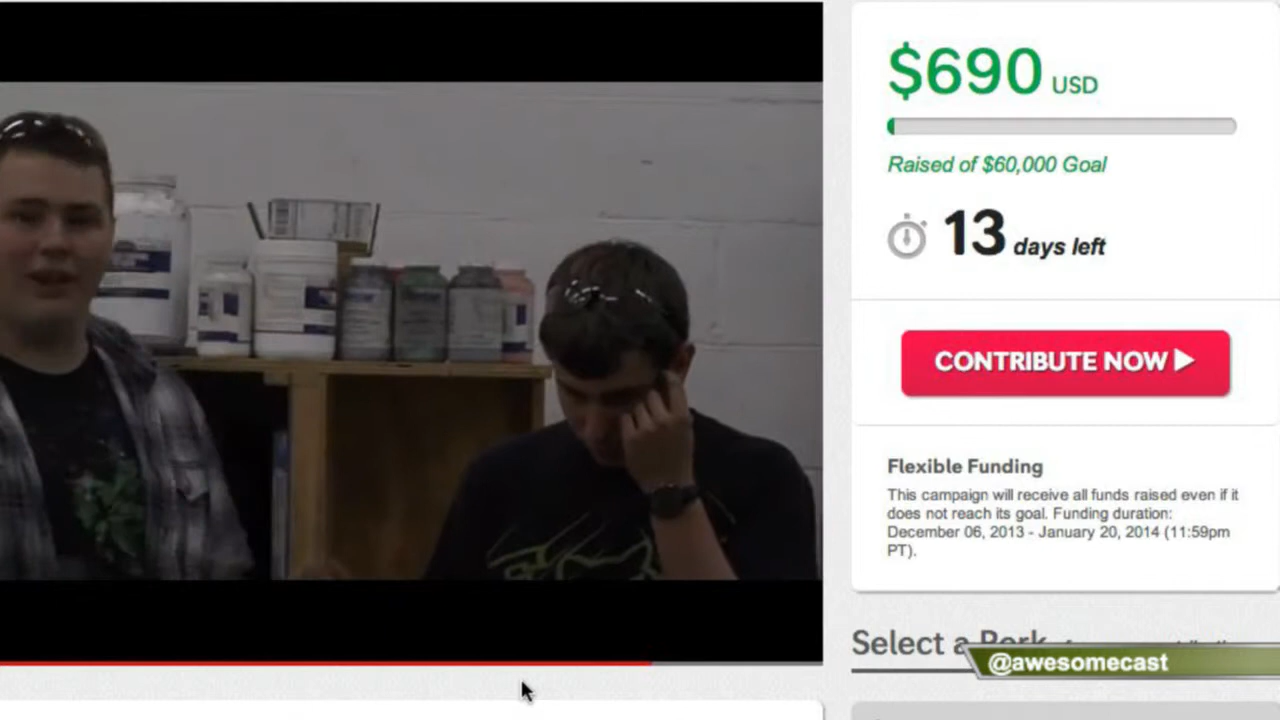 $690 USD
Raised of $60,000 Goal
13 days left
CONTRIBUTE NOW
Flexible Funding
This campaign will receive all funds raised even if it
does not reach its goal. Funding duration:
December 06, 2013 - January 20, 2014 (11:59pm
PT).
Select a Perk
@awesomecast